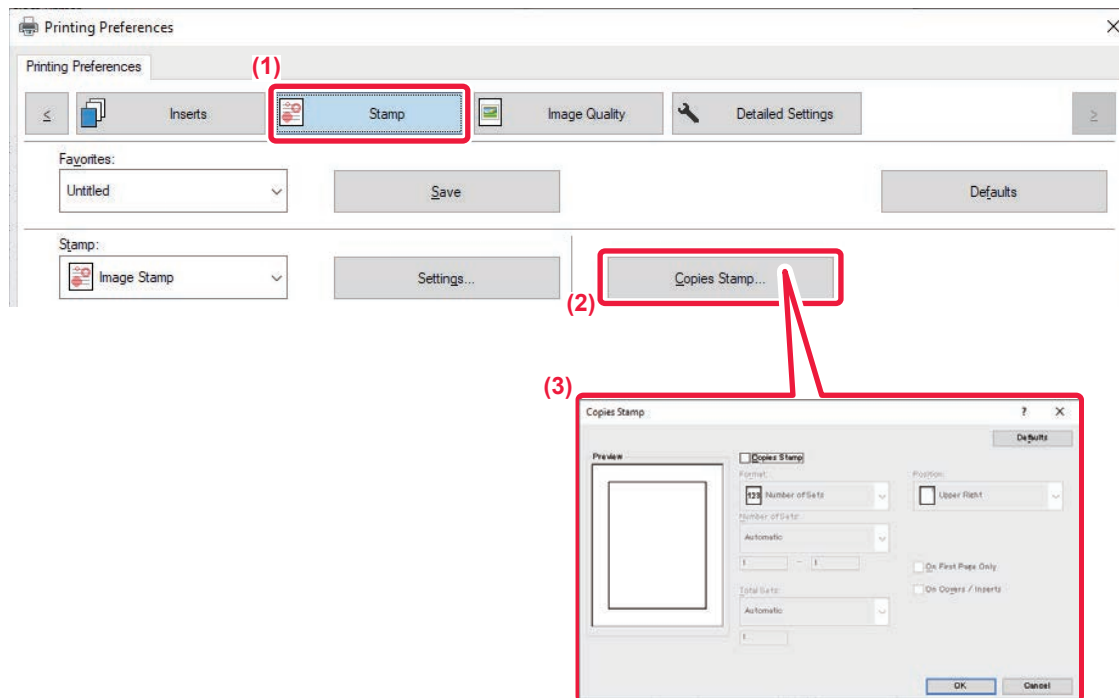 Printing Preferences
Printing Preferences
(1)
≤ Inserts Stamp Image Quality Detailed Settings ≥
Favorites:
Untitled Save Defaults
Stamp:
Image Stamp Settings... Copies Stamp...
(2)
(3)
Copies Stamp ?
Defaults
Preview
Copies Stamp
Format: Position:
123 Number of Sets Upper Right
Number of Sets:
Automatic
1 - 1
On First Page Only
On Covers / Inserts
Total Sets:
Automatic
1
OK Cancel